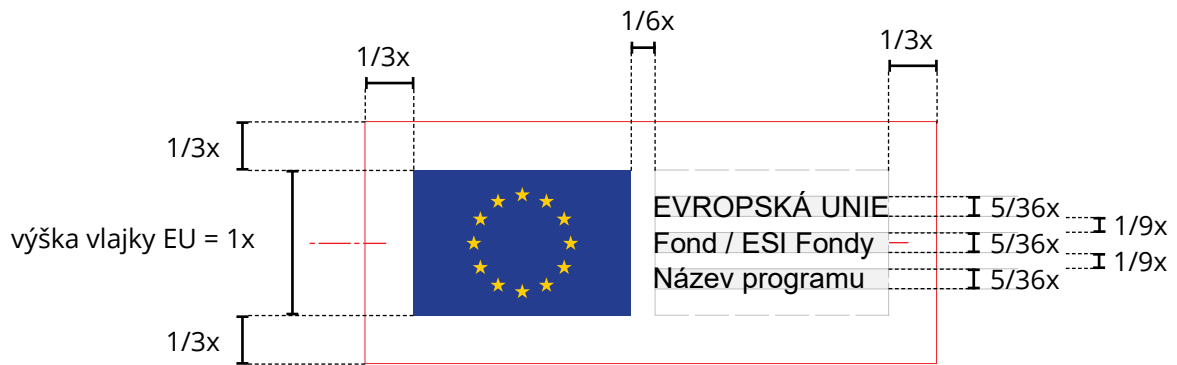 1/6x
1/3x
1/3x
1/3x
EVROPSKÁ UNIE
5/36x
1/9x
výška vlajky EU = 1x
Fond / ESI Fondy
5/36x
1/9x
Název programu
5/36x
1/3x